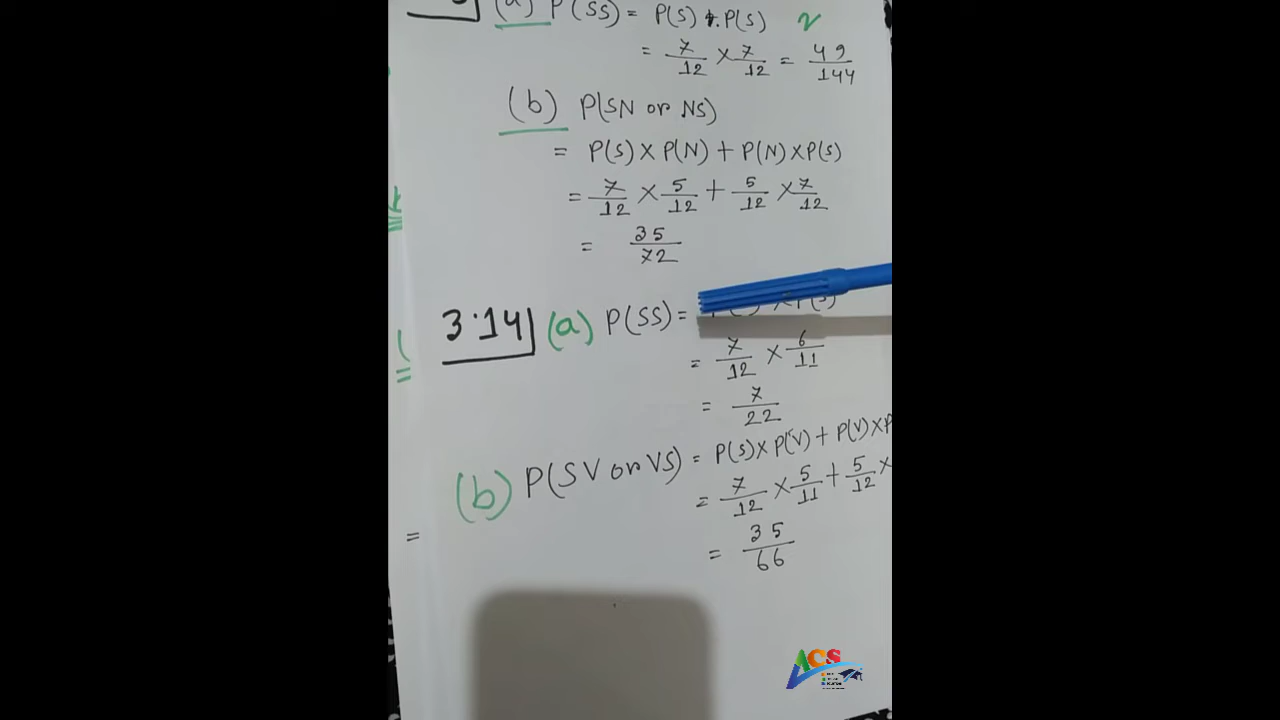 (a) P(SS) = P(S) . P(S)
= 7/12 × 7/12 = 49/144
(b) P(SN or NS)
= P(S) × P(N) + P(N) × P(S)
= 7/12 × 5/12 + 5/12 × 7/12
= 35/72
3.14 (a) P(SS) =
= 7/12 × 6/11
= 7/22
(b) P(SV or VS) = P(S) × P(V) + P(V) × P
= 7/12 × 5/11 + 5/12 ×
= 35/66
=
ACS